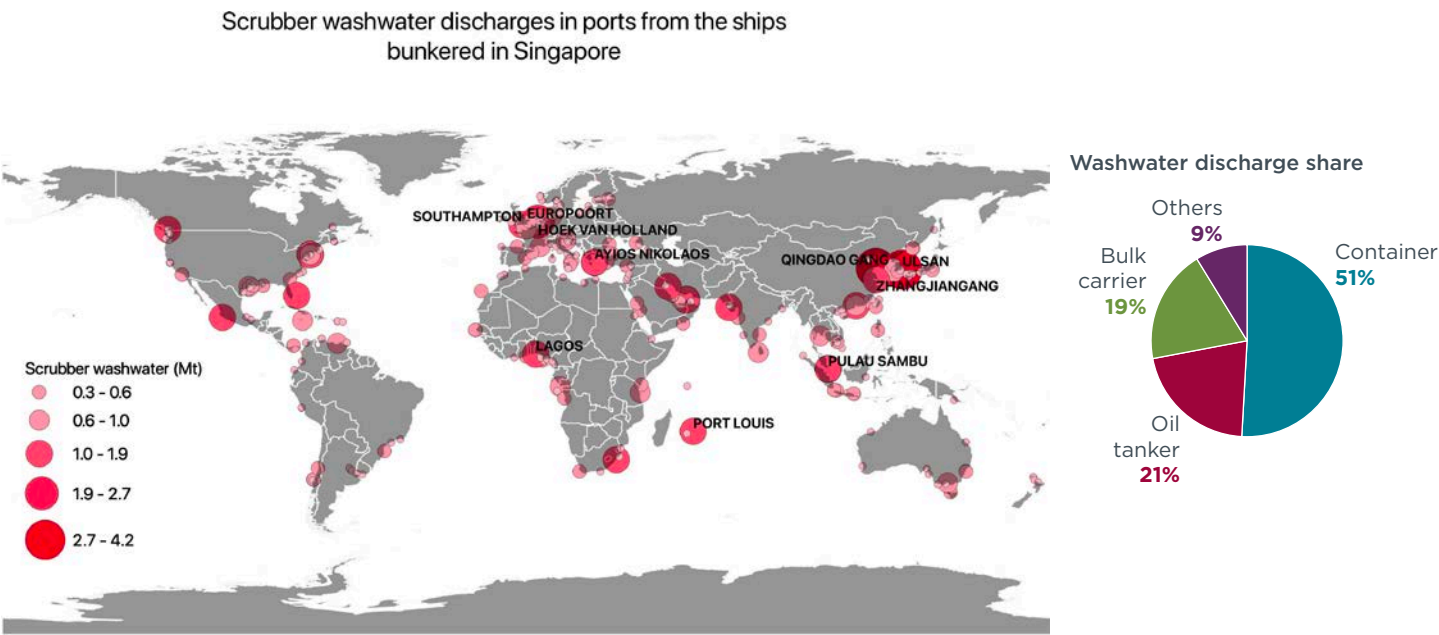 Scrubber washwater discharges in ports from the ships
bunkered in Singapore
SOUTHAMPTON
EUROPOORT
HOEK VAN HOLLAND
AYIOS NIKOLAOS
QINGDAO GANG
ULSAN
ZHANGJIANGANG
LAGOS
PULAU SAMBU
PORT LOUIS
Scrubber washwater (Mt)
0.3 - 0.6
0.6 - 1.0
1.0 - 1.9
1.9 - 2.7
2.7 - 4.2
Washwater discharge share
Others
9%
Bulk
carrier
19%
Container
51%
Oil
tanker
21%